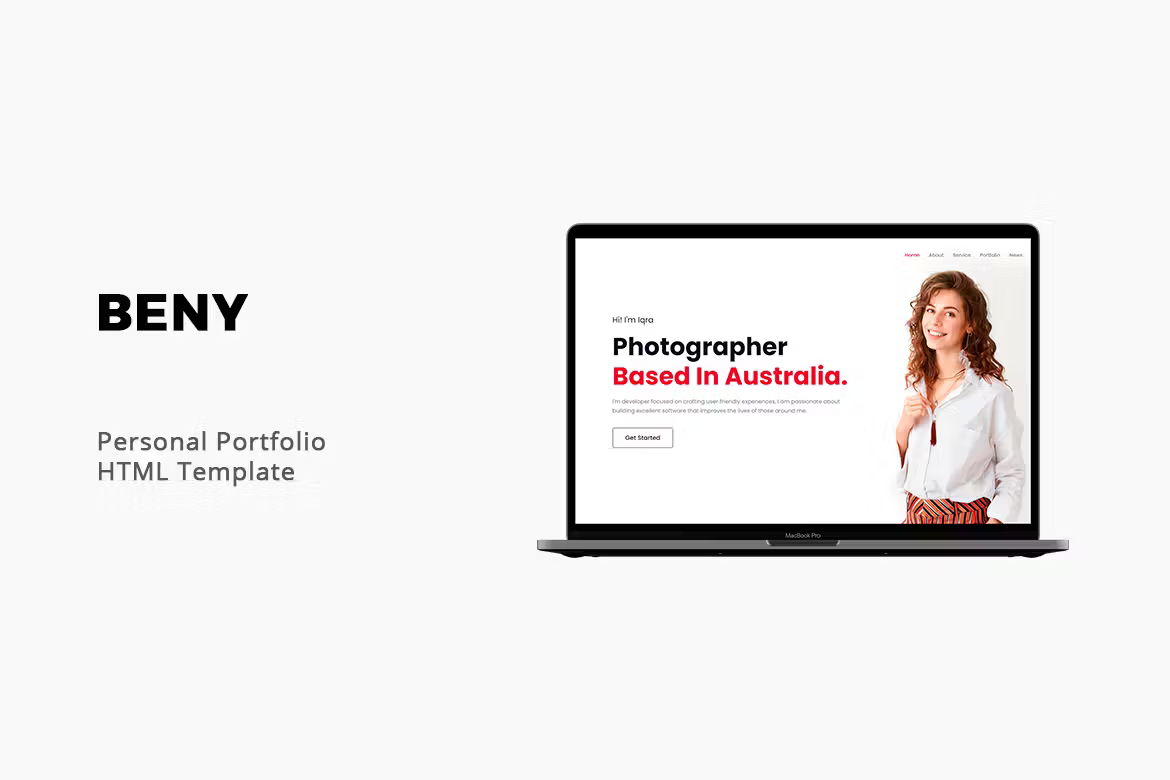 BENY
Personal Portfolio
HTML Template
Home About Service Portfolio News
Hi! I'm Iqra
Photographer
Based In Australia.
I'm developer focused on crafting user-friendly experiences, I am passionate about
building excellent software that improves the lives of those around me.
Get Started
MacBook Pro